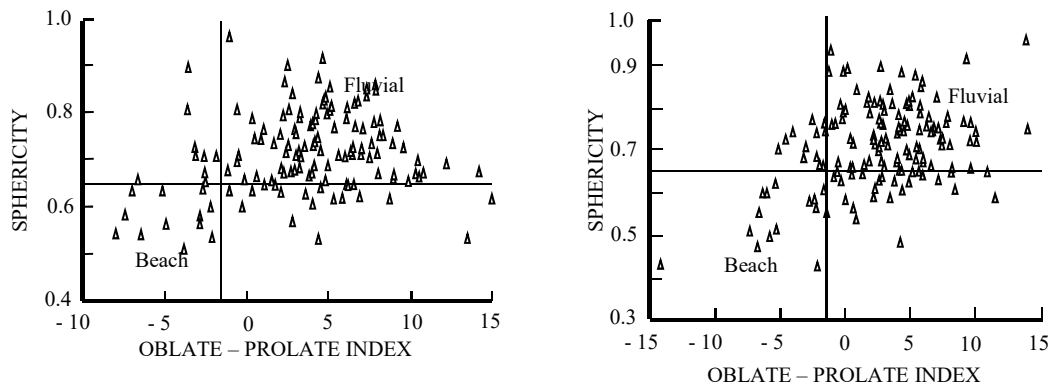 1.0
0.8
SPHERICITY
0.6
0.4
Fluvial
Beach
- 10
- 5
0
5
10
15
OBLATE – PROLATE INDEX
1.0
0.9
0.7
SPHERICITY
0.5
0.3
Fluvial
Beach
- 15
- 10
- 5
0
5
10
15
OBLATE – PROLATE INDEX